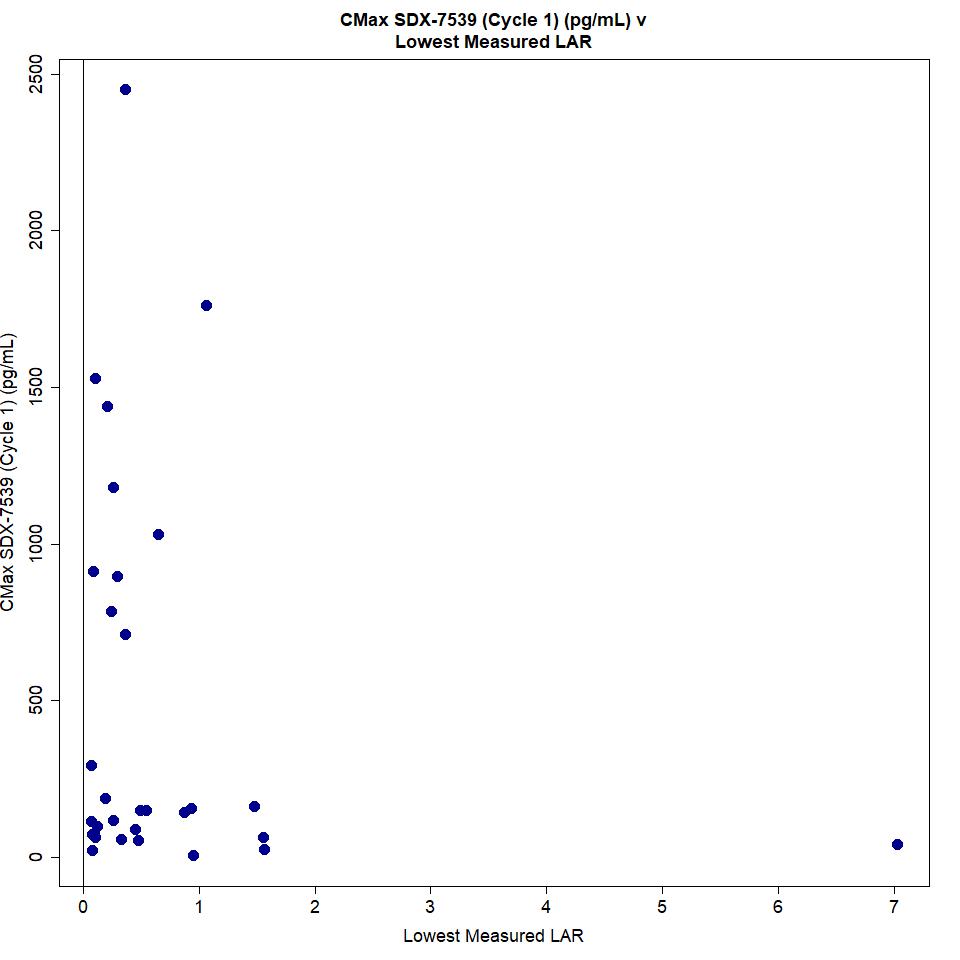 CMax SDX-7539 (Cycle 1) (pg/mL) v
Lowest Measured LAR
2500
2000
1500
1000
500
0
CMax SDX-7539 (Cycle 1) (pg/mL)
0 1 2 3 4 5 6 7
Lowest Measured LAR